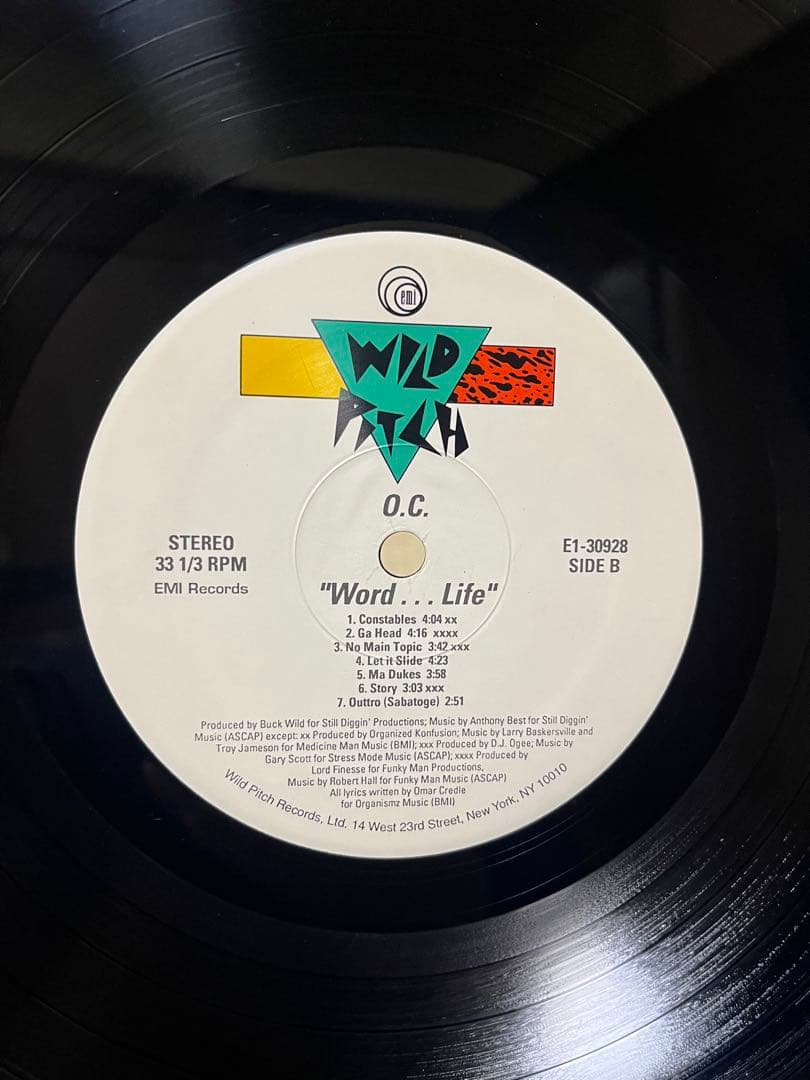 emi
WILD
PITCH
O.C.
STEREO
33 1/3 RPM
EMI Records
E1-30928
SIDE B
"Word . . . Life"
1. Constables 4:04 xx
2. Ga Head 4:16 xxxx
3. No Main Topic 3:42 xxx
4. Let it Slide 4:23
5. Ma Dukes 3:58
6. Story 3:03 xxx
7. Outtro (Sabatoge) 2:51
Produced by Buck Wild for Still Diggin' Productions; Music by Anthony Best for Still Diggin'
Music (ASCAP) except: xx Produced by Organized Konfusion; Music by Larry Baskersville and
Troy Jameson for Medicine Man Music (BMI); xxx Produced by D.J. Ogee; Music by
Gary Scott for Stress Mode Music (ASCAP); xxxx Produced by
Lord Finesse for Funky Man Productions,
Music by Robert Hall for Funky Man Music (ASCAP)
All lyrics written by Omar Credle
for Organismz Music (BMI)
Wild Pitch Records, Ltd. 14 West 23rd Street, New York, NY 10010